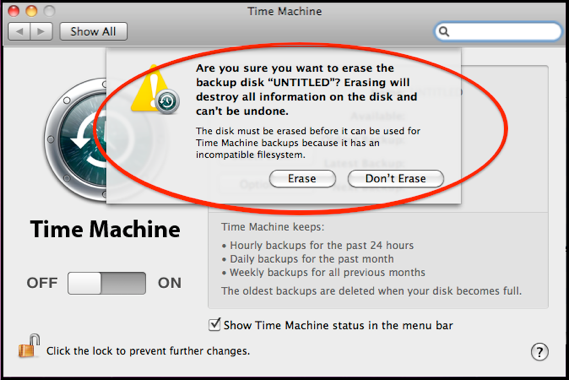 Time Machine
Show All
Are you sure you want to erase the
backup disk “UNTITLED”? Erasing will
destroy all information on the disk and
can’t be undone.
The disk must be erased before it can be used for
Time Machine backups because it has an
incompatible filesystem.
Erase
Don’t Erase
Time Machine
OFF
ON
Time Machine keeps:
• Hourly backups for the past 24 hours
• Daily backups for the past month
• Weekly backups for all previous months
The oldest backups are deleted when your disk becomes full.
Show Time Machine status in the menu bar
Click the lock to prevent further changes.
?